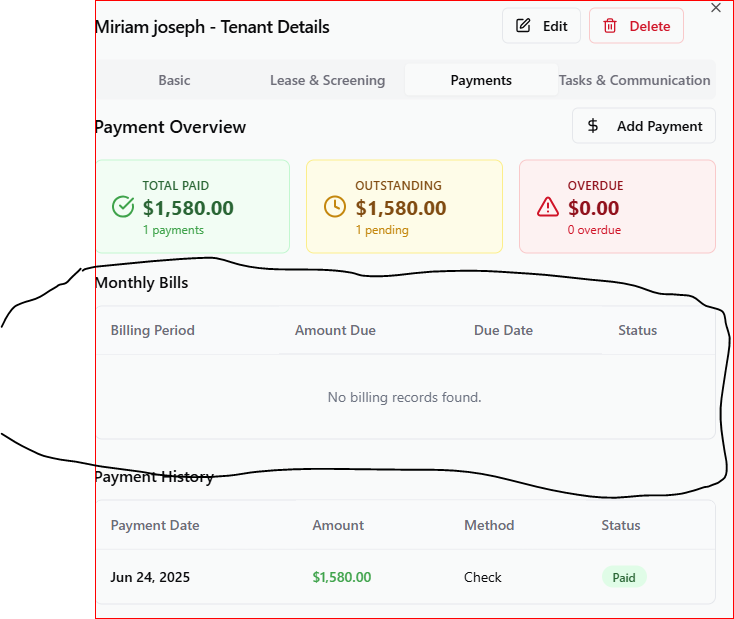 Miriam joseph - Tenant Details
Edit
Delete
Basic
Lease & Screening
Payments
Tasks & Communication
Payment Overview
Add Payment
TOTAL PAID
$1,580.00
1 payments
OUTSTANDING
$1,580.00
1 pending
OVERDUE
$0.00
0 overdue
Monthly Bills
Billing Period Amount Due Due Date Status
No billing records found.
Payment History
Payment Date Amount Method Status
Jun 24, 2025 $1,580.00 Check Paid